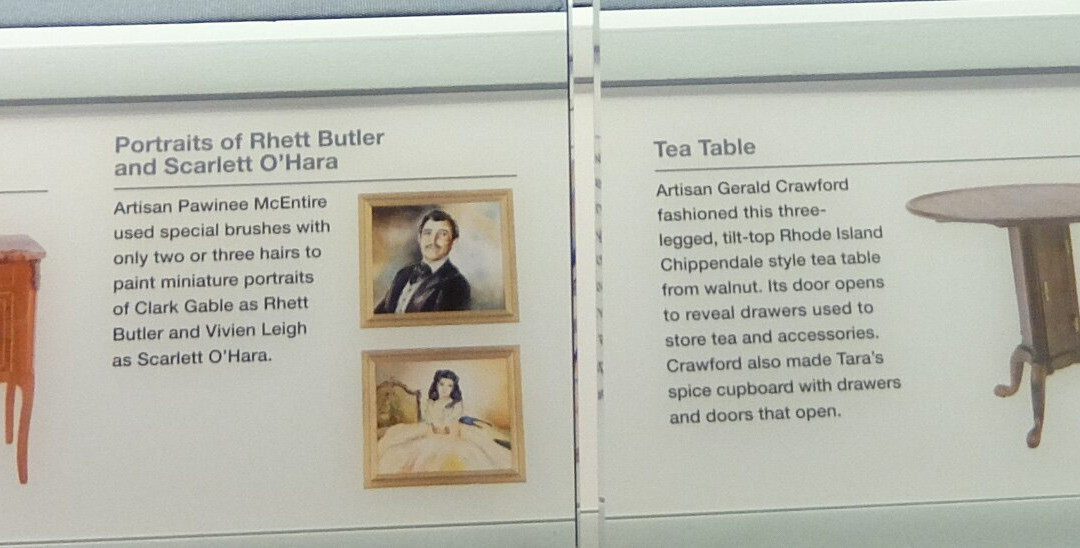 Portraits of Rhett Butler
and Scarlett O'Hara
Artisan Pawinee McEntire
used special brushes with
only two or three hairs to
paint miniature portraits
of Clark Gable as Rhett
Butler and Vivien Leigh
as Scarlett O'Hara.
Tea Table
Artisan Gerald Crawford
fashioned this three-
legged, tilt-top Rhode Island
Chippendale style tea table
from walnut. Its door opens
to reveal drawers used to
store tea and accessories.
Crawford also made Tara's
spice cupboard with drawers
and doors that open.